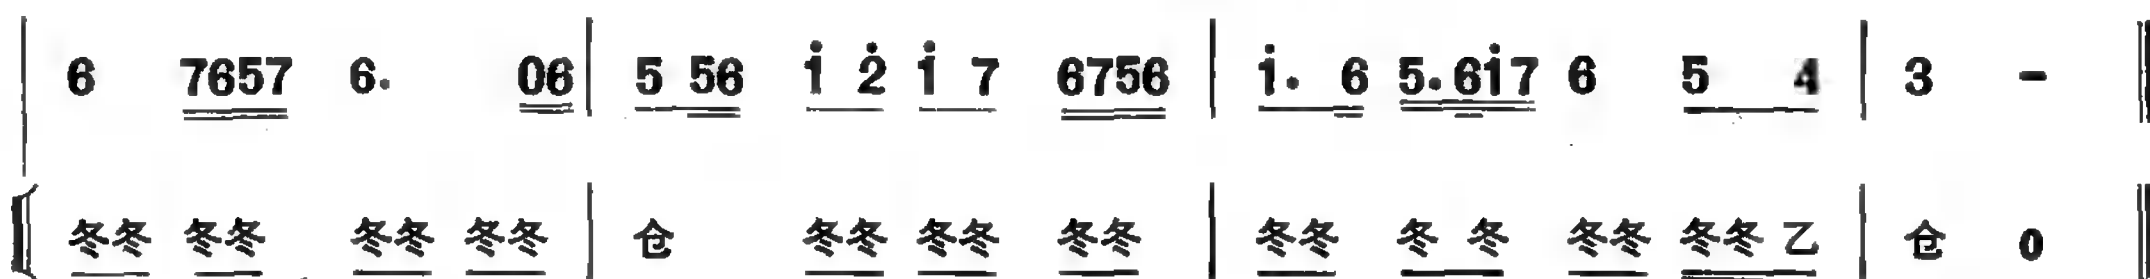 | 6 7657 6. 06 | 5 56 i̇ 2̇ i̇ 7 6756 | i̇. 6 5.6i̇7 6 5 4 | 3 - ‖
冬冬 冬冬 冬冬 冬冬 | 仓 冬冬 冬冬 冬冬 | 冬冬 冬 冬 冬冬 冬冬乙 | 仓 0 ‖